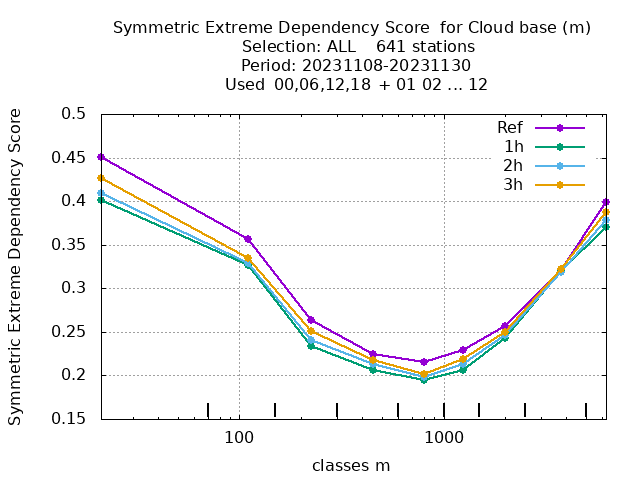 Symmetric Extreme Dependency Score  for Cloud base (m)
Selection: ALL    641 stations
Period: 20231108-20231130
Used  00,06,12,18 + 01 02 ... 12
Symmetric Extreme Dependency Score
0.5
0.45
0.4
0.35
0.3
0.25
0.2
0.15
Ref
1h
2h
3h
100
1000
classes m